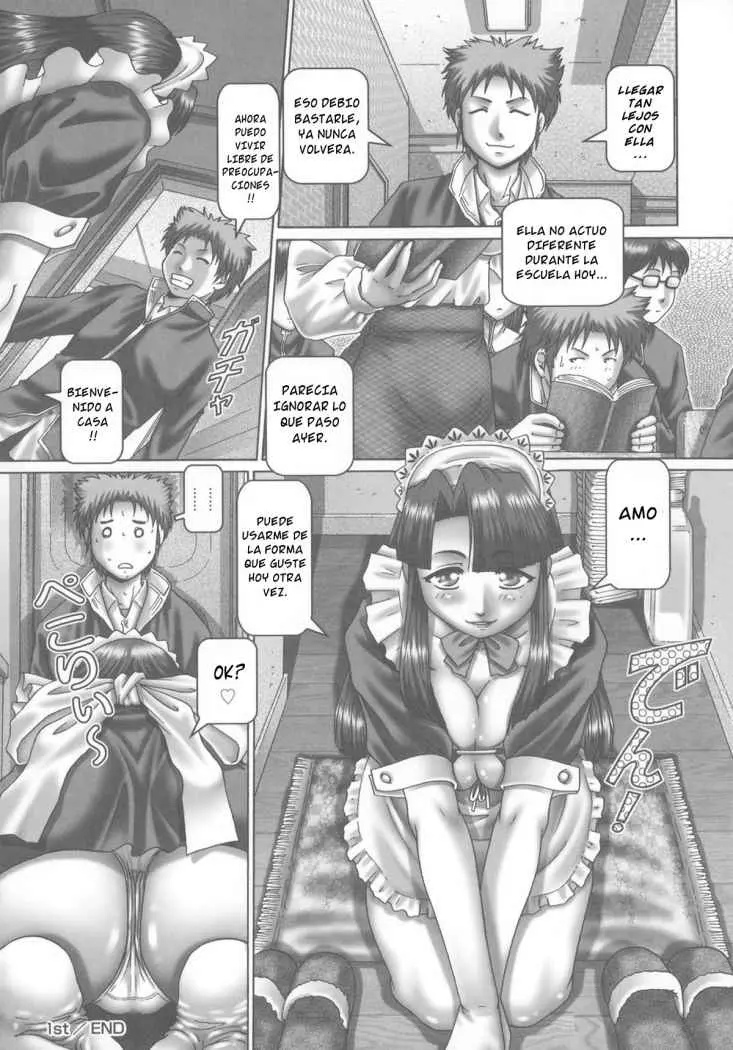 LLEGAR
TAN
LEJOS
CON
ELLA
...
ESO DEBIO
BASTARLE,
YA NUNCA
VOLVERA.
ELLA NO ACTUO
DIFERENTE
DURANTE LA
ESCUELA HOY...
PARECIA
IGNORAR LO
QUE PASO
AYER.
AHORA
PUEDO
VIVIR
LIBRE DE
PREOCUPA-
CIONES
!!
ガチャ
BIENVE-
NIDO A
CASA
!!
AMO
...
PUEDE
USARME DE
LA FORMA
QUE GUSTE
HOY OTRA
VEZ.
でん!
......
OK?
♡
ぺこらい〜
1st/END